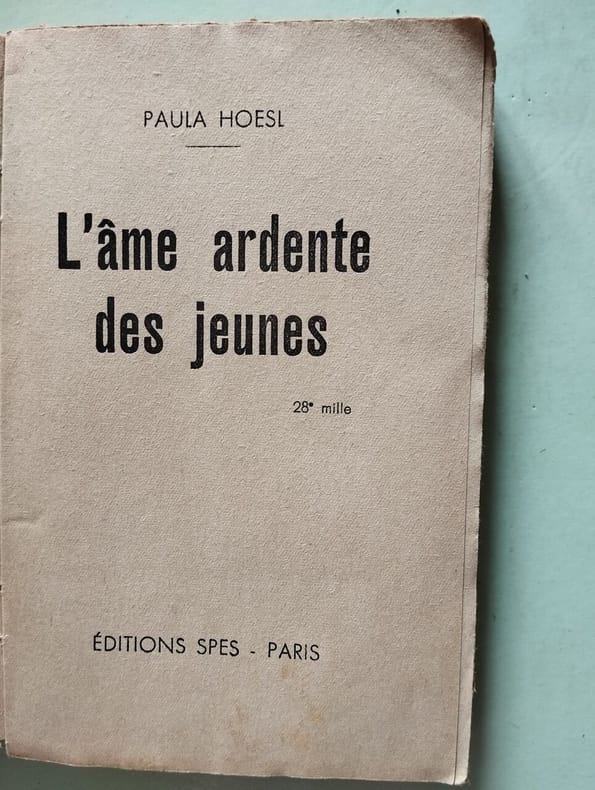 PAULA HOESL
L'âme ardente
des jeunes
28e mille
ÉDITIONS SPES - PARIS